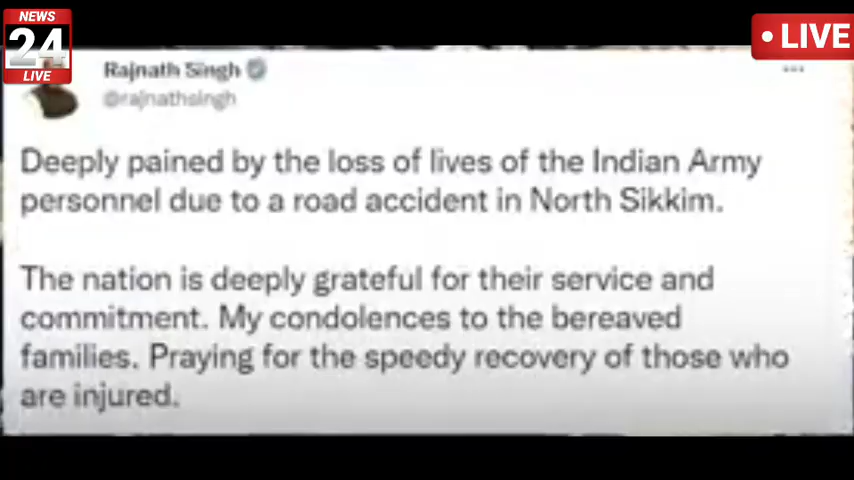 NEWS
24
LIVE
• LIVE
Rajnath Singh
@rajnathsingh
Deeply pained by the loss of lives of the Indian Army
personnel due to a road accident in North Sikkim.
The nation is deeply grateful for their service and
commitment. My condolences to the bereaved
families. Praying for the speedy recovery of those who
are injured.